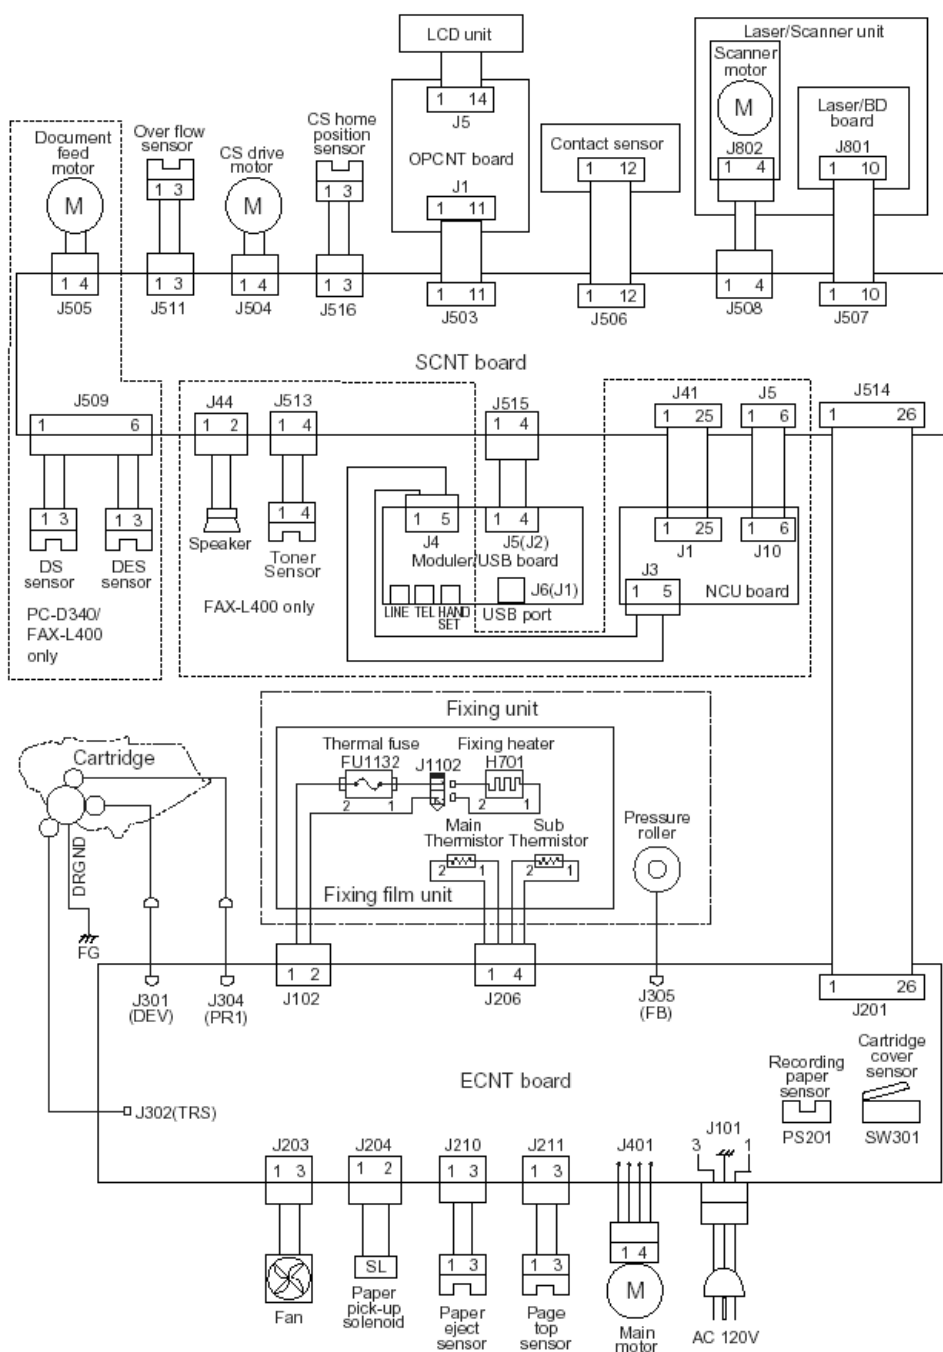 LCD unit
Laser/Scanner unit
Scanner
motor
M
1 14
J5
Laser/BD
board
Document
feed
motor
M
Over flow
sensor
1 3
CS drive
motor
M
CS home
position
sensor
1 3
OPCNT board
J1
1 11
Contact sensor
1 12
J802
1 4
J801
1 10
1 4
J505
1 3
J511
1 4
J504
1 3
J516
1 11
J503
1 12
J506
1 4
J508
1 10
J507
SCNT board
J509
1 6
J44
1 2
J513
1 4
J515
1 4
J41
1 25
J5
1 6
J514
1 26
1 3
DS
sensor
1 3
DES
sensor
PC-D340/
FAX-L400
only
Speaker
1 4
Toner
Sensor
FAX-L400 only
1 5
J4
1 4
J5(J2)
Moduler/USB board
J6(J1)
LINE TEL HAND
SET
USB port
1 25
J1
1 6
J10
J3
1 5
NCU board
Fixing unit
Thermal fuse
FU1132
2 1
J1102
Fixing heater
H701
2 1
Main
Thermistor
2 1
Sub
Thermistor
2 1
Fixing film unit
Pressure
roller
Cartridge
DRGND
FG
J301
(DEV)
J304
(PR1)
1 2
J102
1 4
J206
J305
(FB)
1 26
J201
ECNT board
J302(TRS)
Recording
paper
sensor
PS201
Cartridge
cover
sensor
SW301
J203
1 3
J204
1 2
J210
1 3
J211
1 3
J401
J101
3 1
Fan
SL
Paper
pick-up
solenoid
1 3
Paper
eject
sensor
1 3
Page
top
sensor
1 4
M
Main
motor
AC 120V